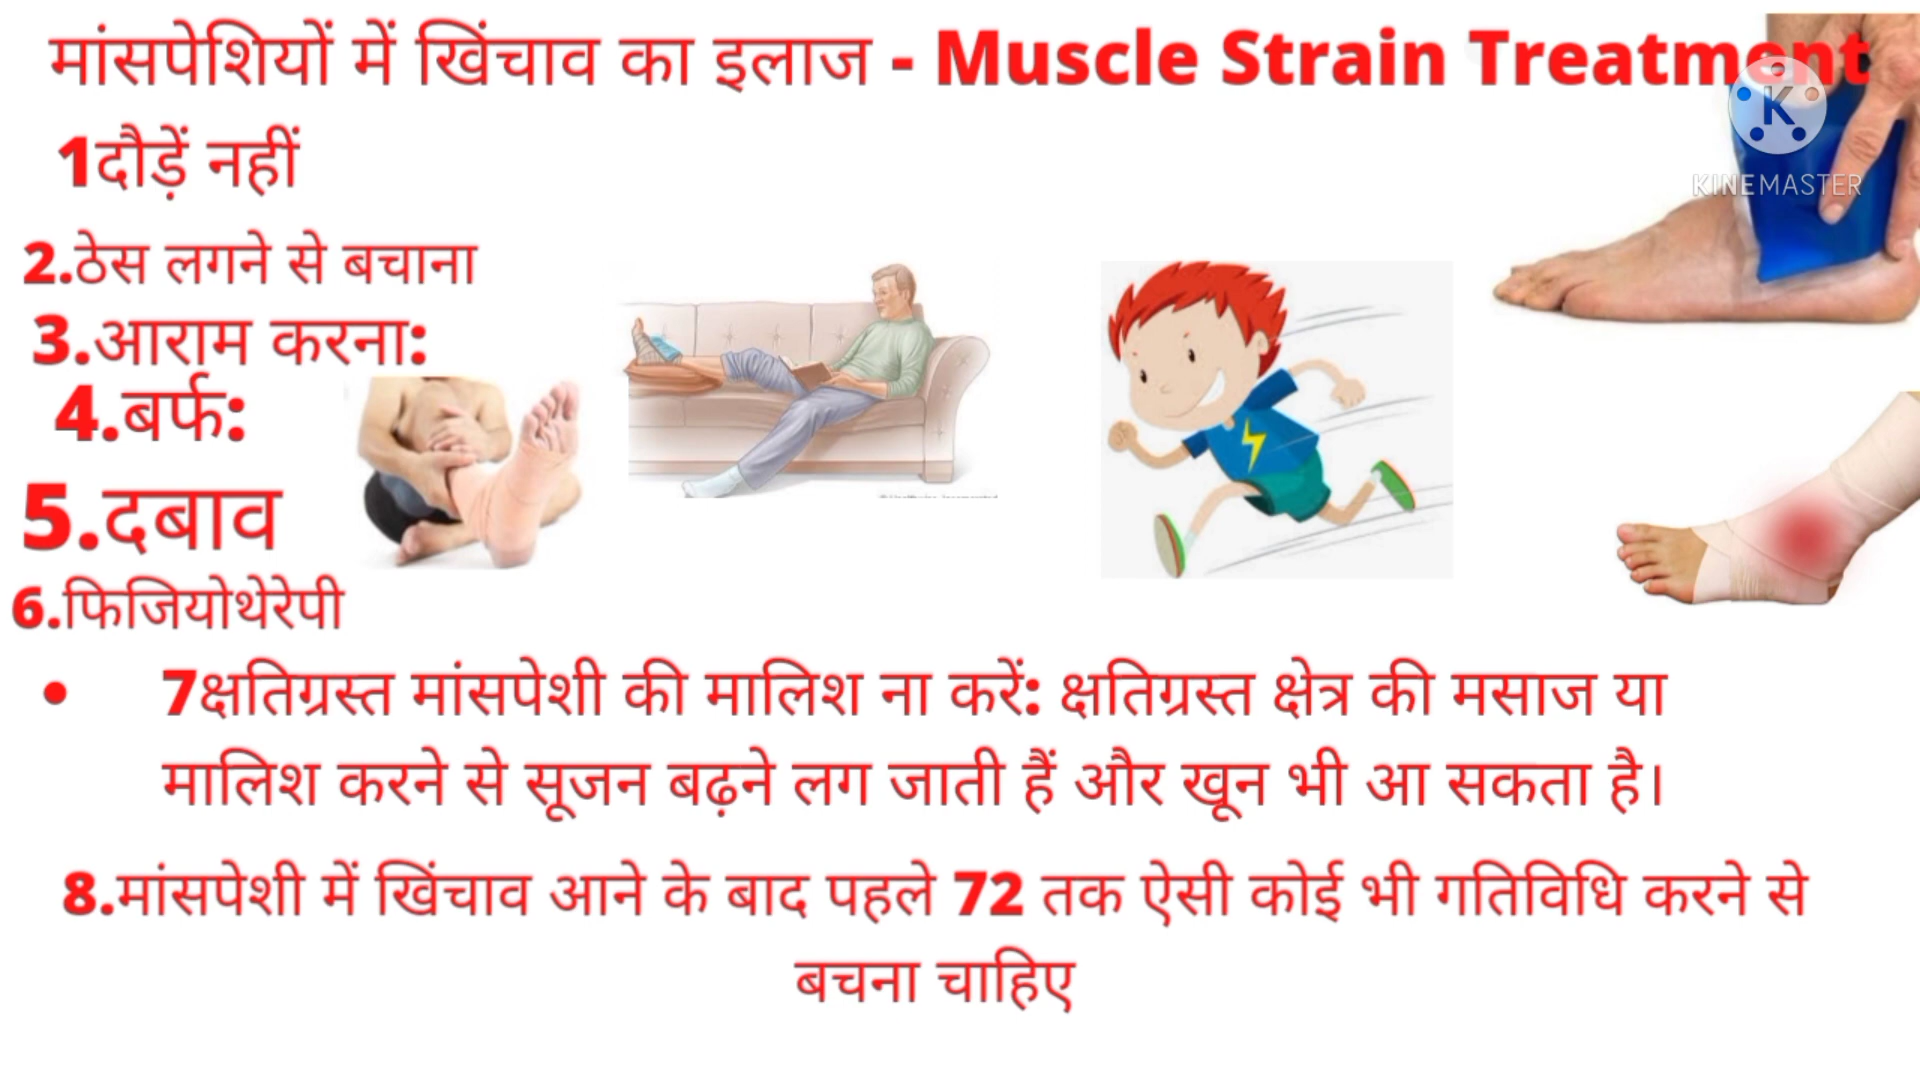 मांसपेशियों में खिंचाव का इलाज - Muscle Strain Treatment
K
KINEMASTER
1दौड़ें नहीं
2.ठेस लगने से बचाना
3.आराम करना:
4.बर्फ:
5.दबाव
6.फिजियोथेरेपी
• 7क्षतिग्रस्त मांसपेशी की मालिश ना करें: क्षतिग्रस्त क्षेत्र की मसाज या
मालिश करने से सूजन बढ़ने लग जाती हैं और खून भी आ सकता है।
8.मांसपेशी में खिंचाव आने के बाद पहले 72 तक ऐसी कोई भी गतिविधि करने से
बचना चाहिए